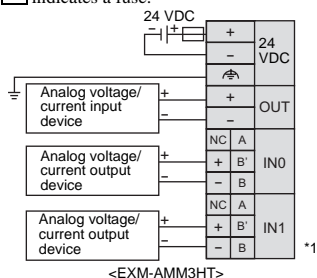 indicates a fuse.
24 VDC
- + +
-
24
VDC
Analog voltage/
current input
device
+
-
+
-
OUT
Analog voltage/
current output
device
+
-
NC A
+ B'
- B
IN0
Analog voltage/
current output
device
+
-
NC A
+ B'
- B
IN1
*1
<EXM-AMM3HT>